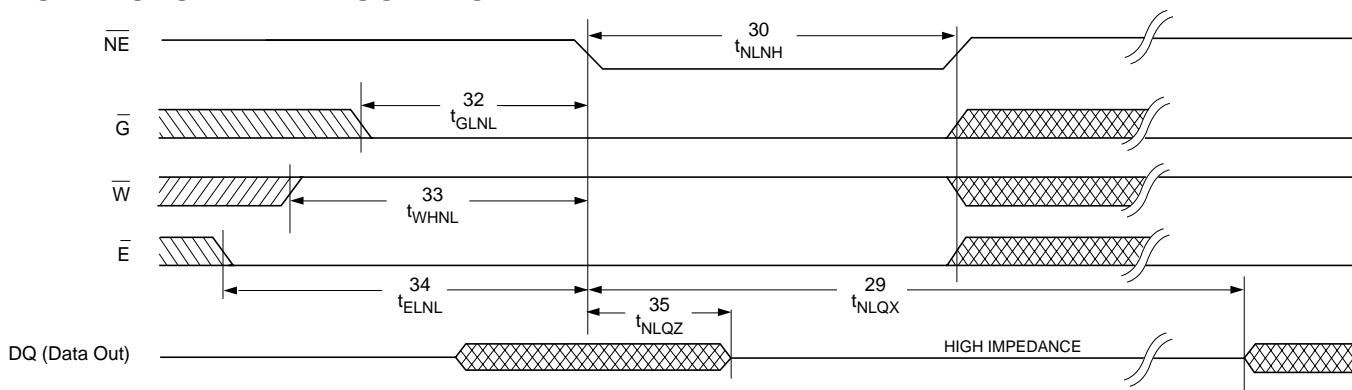 NE
30
tNLNH
32
tGLNL
G
33
tWHNL
W
E
34
tELNL
29
tNLQX
35
tNLQZ
DQ (Data Out)
HIGH IMPEDANCE